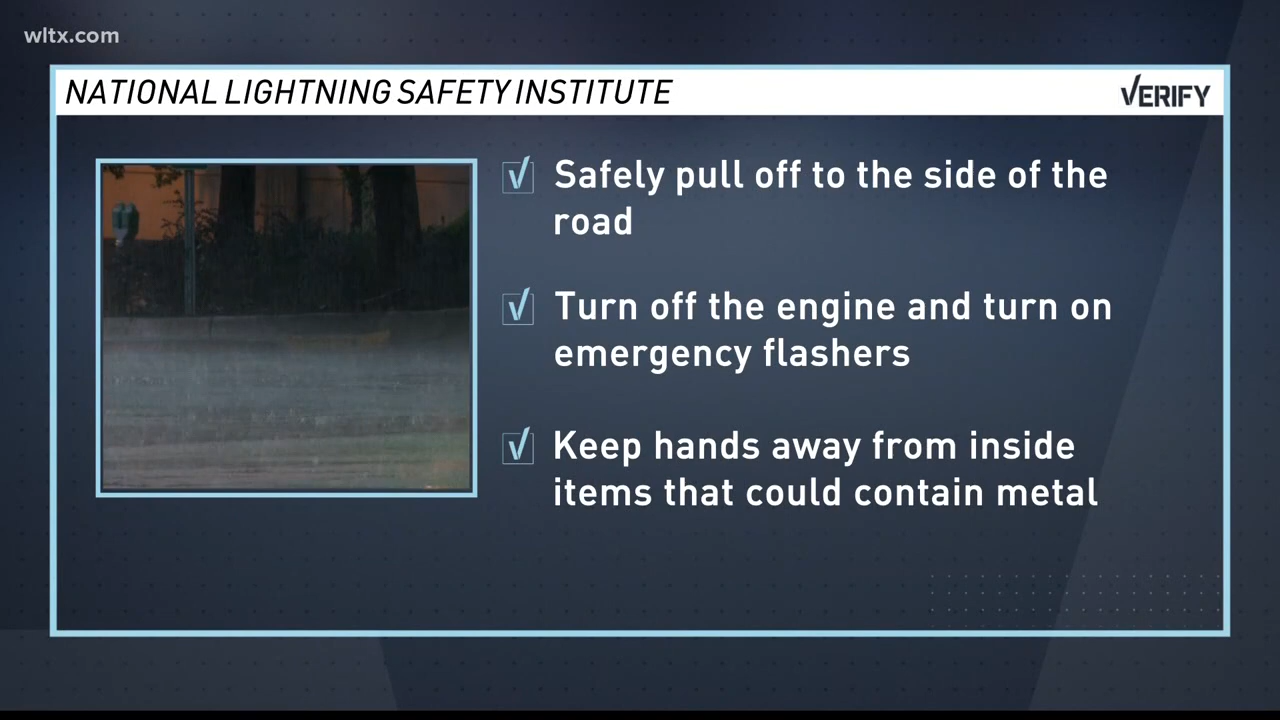 wltx.com
NATIONAL LIGHTNING SAFETY INSTITUTE
VERIFY
Safely pull off to the side of the
road
Turn off the engine and turn on
emergency flashers
Keep hands away from inside
items that could contain metal